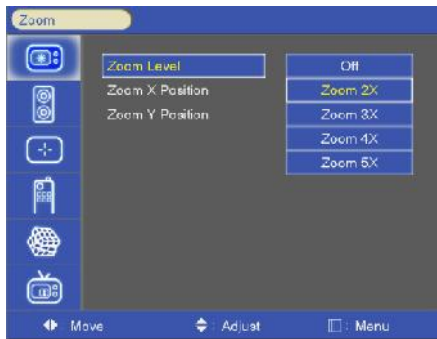 Zoom
Zoom Level
Off
Zoom X Position
Zoom 2X
Zoom Y Position
Zoom 3X
Zoom 4X
Zoom 5X
Move
: Adjust
: Menu